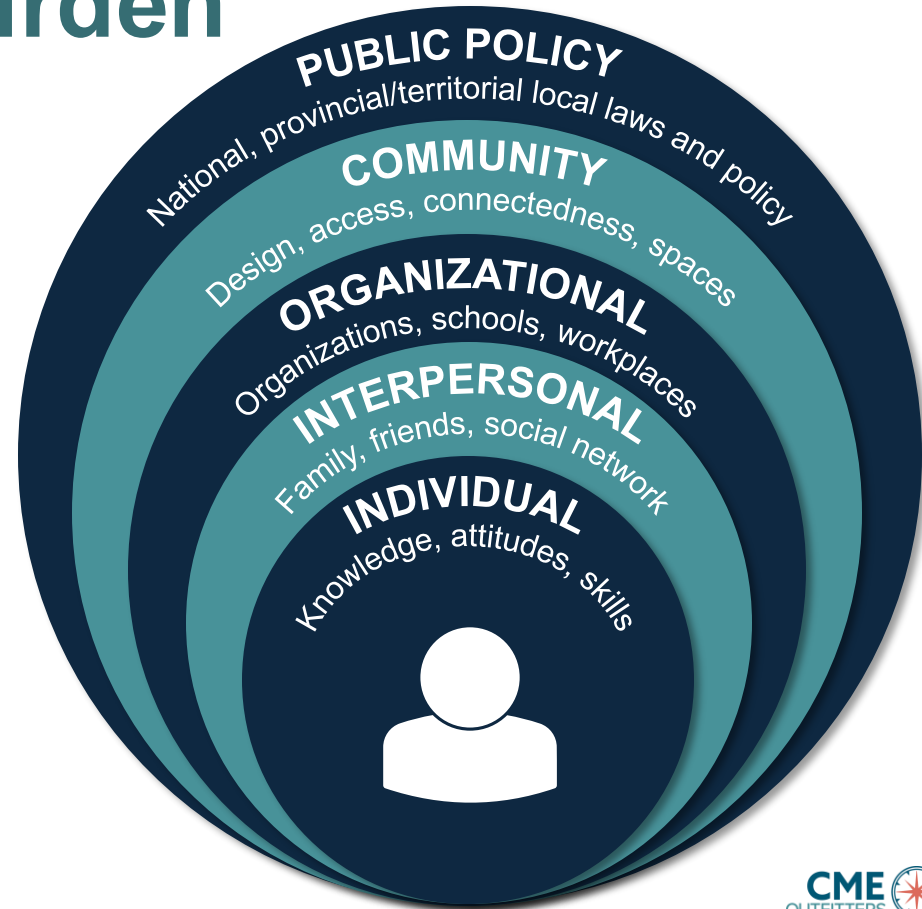 PUBLIC POLICY
National, provincial/territorial local laws and policy
COMMUNITY
Design, access, connectedness, spaces
ORGANIZATIONAL
Organizations, schools, workplaces
INTERPERSONAL
Family, friends, social network
INDIVIDUAL
Knowledge, attitudes, skills
CME
OUTFITTERS